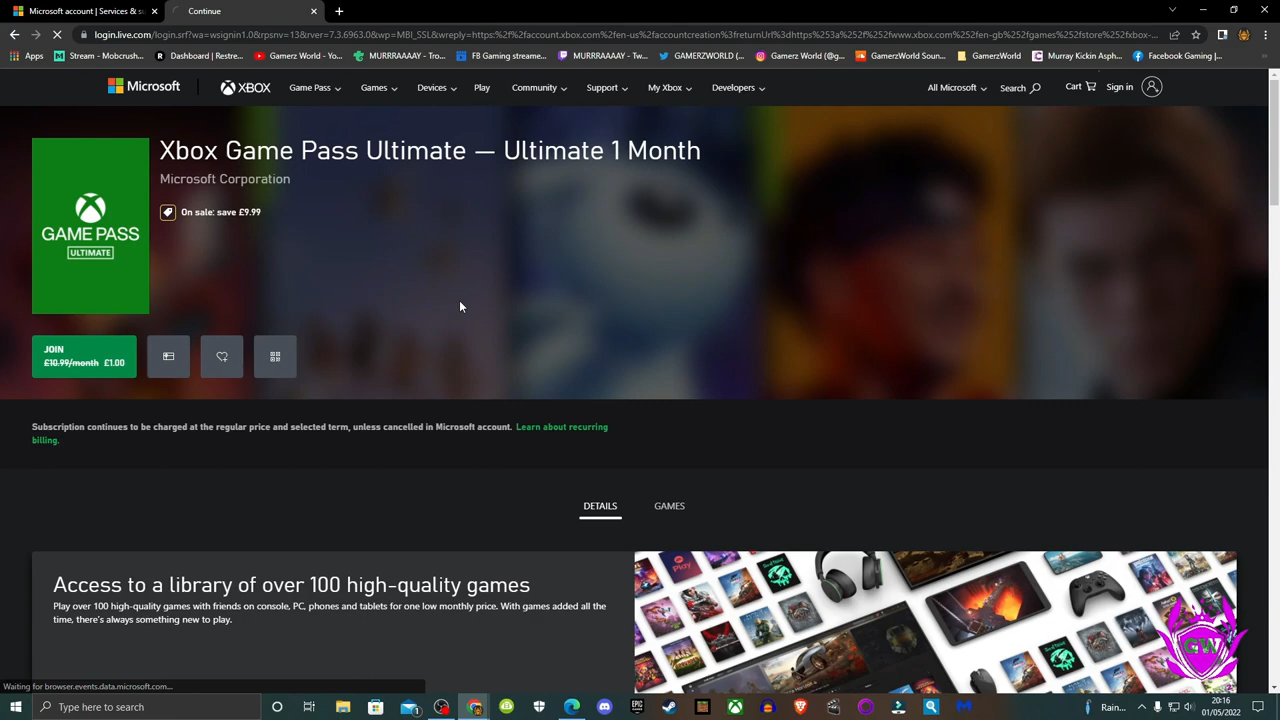 Microsoft account | Services & s
Continue
login.live.com/login.srf?wa=wsignin1.0&rpsnv=13&rver=7.3.6963.0&wp=MBI_SSL&wreply=https:%2f%2faccount.xbox.com%2fen-us%2faccountcreation%3freturnUrl%3dhttps%253a%252f%252fwww.xbox.com%252fen-gb%252fgames%252fstore%252fxbox-...
Apps
Stream - Mobcrush...
Dashboard | Restre...
Gamerz World - Yo...
MURRRAAAAY - Tro...
FB Gaming streame...
MURRRAAAAY - Tw...
GAMERZWORLD (...
Gamerz World (@g...
GamerzWorld Soun...
GamerzWorld
Murray Kickin Asph...
Facebook Gaming |...
Microsoft
XBOX
Game Pass
Games
Devices
Play
Community
Support
My Xbox
Developers
All Microsoft
Search
Cart
Sign in
Xbox Game Pass Ultimate — Ultimate 1 Month
Microsoft Corporation
On sale: save £9.99
GAME PASS
ULTIMATE
JOIN
£10.99/month £1.00
Subscription continues to be charged at the regular price and selected term, unless cancelled in Microsoft account. Learn about recurring
billing.
DETAILS
GAMES
Access to a library of over 100 high-quality games
Play over 100 high-quality games with friends on console, PC, phones and tablets for one low monthly price. With games added all the
time, there's always something new to play.
GW
Waiting for browser.events.data.microsoft.com...
Type here to search
Rain...
20:16
01/05/2022